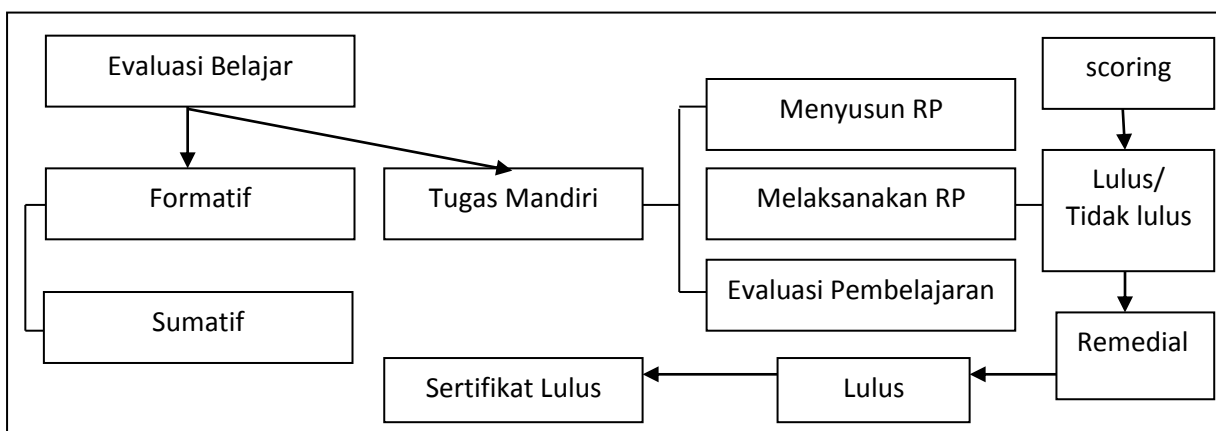 Evaluasi Belajar
scoring
Menyusun RP
Formatif
Tugas Mandiri
Melaksanakan RP
Lulus/
Tidak lulus
Evaluasi Pembelajaran
Sumatif
Remedial
Sertifikat Lulus
Lulus